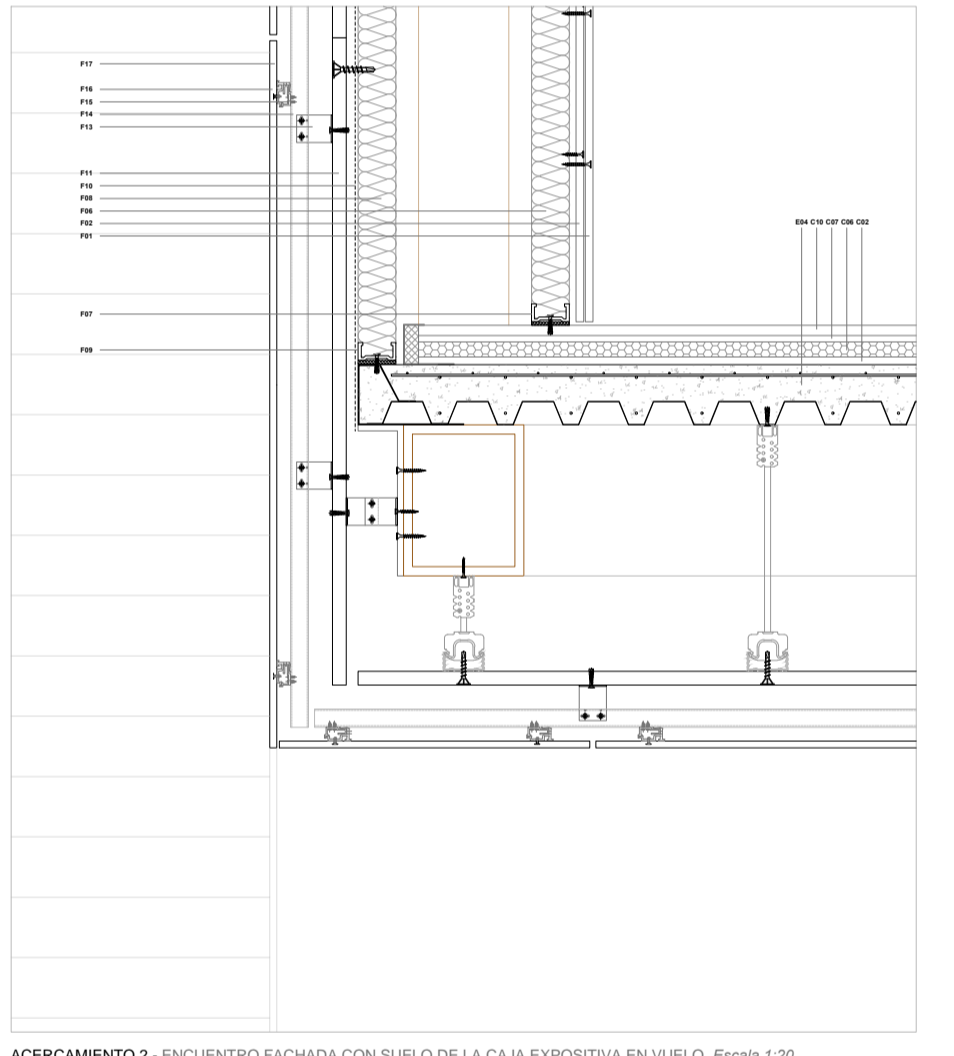 F17
F16
F15
F14
F13
F11
F10
F08
F06
F02
F01
E04 C10 C07 C06 C02
F07
F09
ACERCAMIENTO 2 - ENCUENTRO FACHADA CON SUELO DE LA CAJA EXPOSITIVA EN VUELO. Escala 1:20